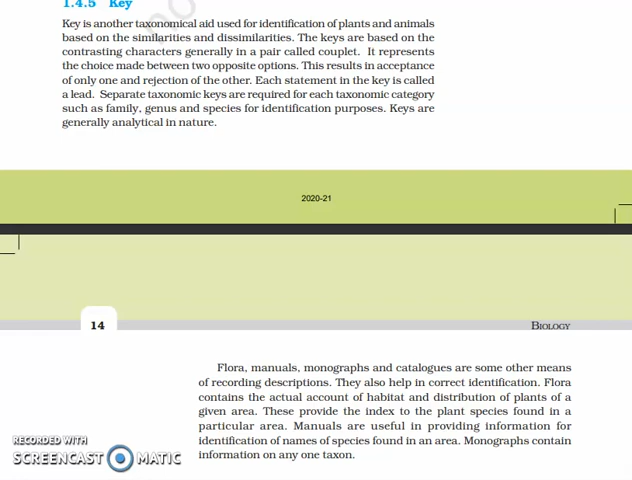 1.4.5 Key
Key is another taxonomical aid used for identification of plants and animals
based on the similarities and dissimilarities. The keys are based on the
contrasting characters generally in a pair called couplet. It represents
the choice made between two opposite options. This results in acceptance
of only one and rejection of the other. Each statement in the key is called
a lead. Separate taxonomic keys are required for each taxonomic category
such as family, genus and species for identification purposes. Keys are
generally analytical in nature.
2020-21
14
BIOLOGY
Flora, manuals, monographs and catalogues are some other means
of recording descriptions. They also help in correct identification. Flora
contains the actual account of habitat and distribution of plants of a
given area. These provide the index to the plant species found in a
particular area. Manuals are useful in providing information for
identification of names of species found in an area. Monographs contain
information on any one taxon.
RECORDED WITH
SCREENCAST MATIC